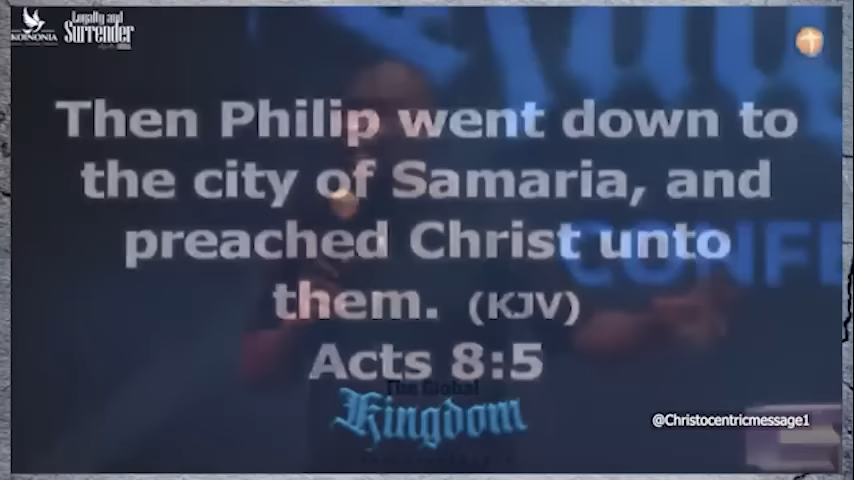 KOINONIA
Loyalty and
Surrender
Then Philip went down to
the city of Samaria, and
preached Christ unto
them. (KJV)
Acts 8:5
CONFE
The Global
Kingdom
@Christocentricmessage1